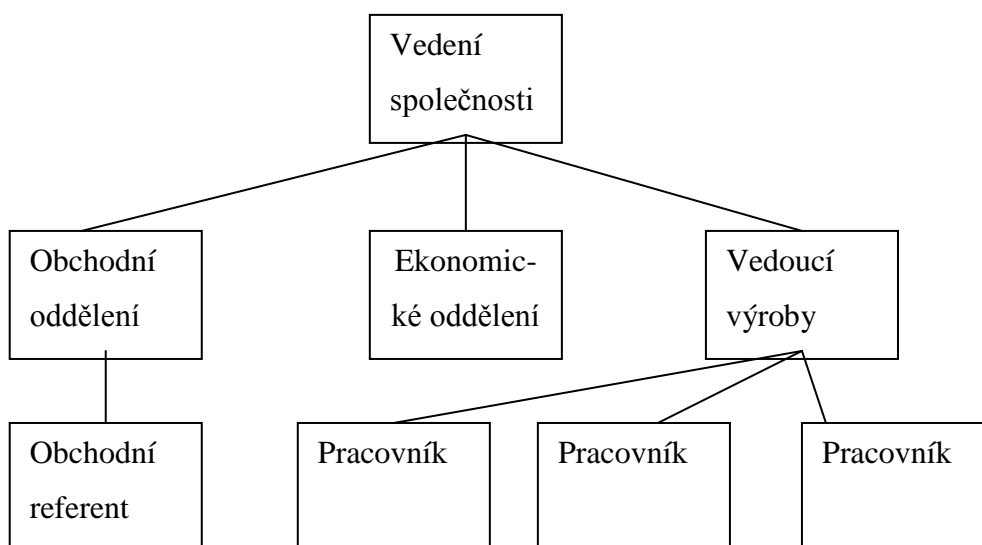 Vedení
společnosti
Obchodní
oddělení
Ekonomic-
ké oddělení
Vedoucí
výroby
Obchodní
referent
Pracovník
Pracovník
Pracovník